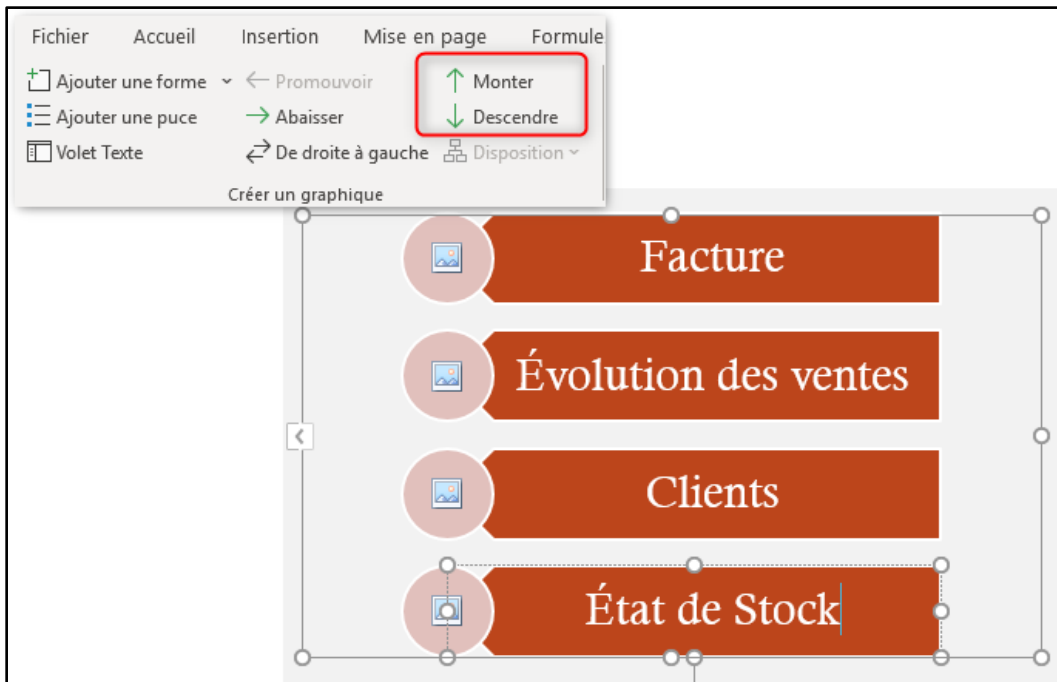 Fichier Accueil Insertion Mise en page Formule
Ajouter une forme Promouvoir Monter
Ajouter une puce Abaisser Descendre
Volet Texte De droite à gauche Disposition
Créer un graphique
Facture
Évolution des ventes
Clients
État de Stock